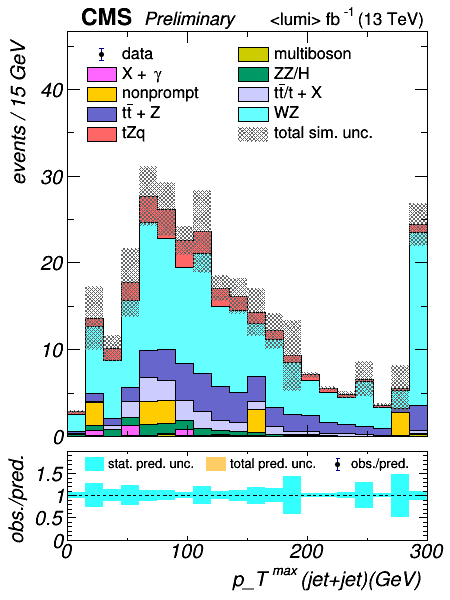 CMS Preliminary <lumi> fb⁻¹ (13 TeV)
events / 15 GeV
data
multiboson
X + γ
ZZ/H
nonprompt
tt̄/t + X
tt̄ + Z
WZ
tZq
total sim. unc.
40
30
20
10
0
obs./pred.
stat. pred. unc. total pred. unc. obs./pred.
1.5
1
0.5
0
0 100 200 300
p_T^max (jet+jet)(GeV)